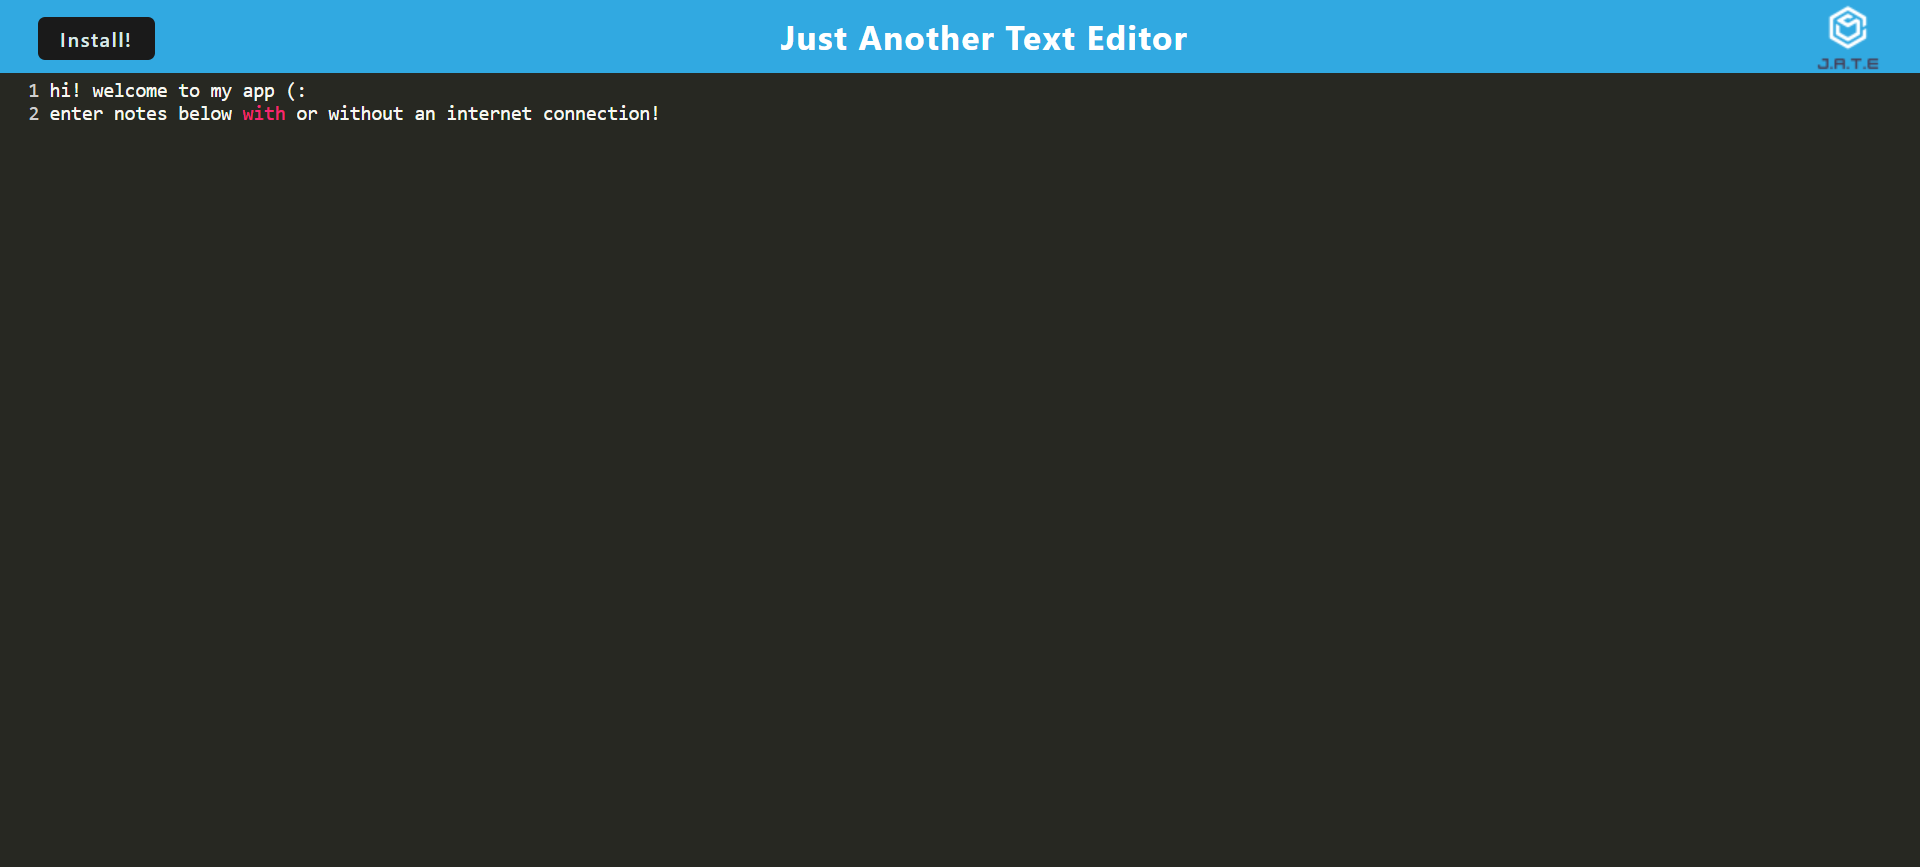 Install!
Just Another Text Editor
J.A.T.E
1 hi! welcome to my app (:
2 enter notes below with or without an internet connection!